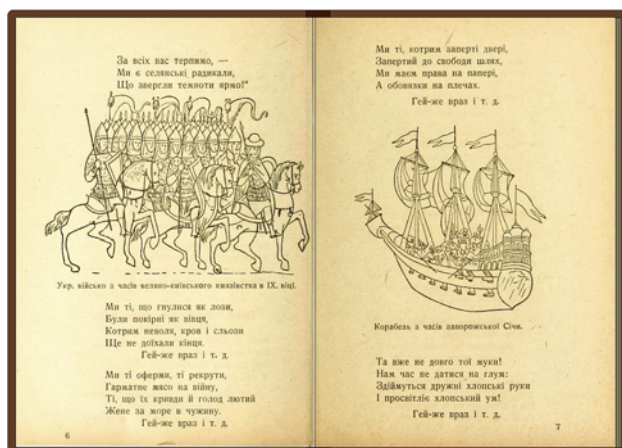 За всіх вас терпимо, —
Ми є селянські радикали,
Що звергли темноти ярмо!"
Укр. військо з часів велико-київського князівства в IX. віці.
Ми ті, що гнулися як лози,
Були покірні як вівця,
Котрим неволя, кров і сльози
Ще не доїхали кінця.
Гей-же враз і т. д.
Ми ті оферми, ті рекрути,
Гарматне мясо на війну,
Ті, що їх кривди й голод лютий
Жене за море в чужину.
Гей-же враз і т. д.
6
Ми ті, котрим заперті двері,
Запертий до свободи шлях,
Ми маєм права на папері,
А обовязки на плечах.
Гей-же враз і т. д.
Корабель з часів запорожської Січи.
Та вже не довго тої муки!
Нам час не датися на глум:
Здіймуться дружні хлопські руки
І просвітліє хлопський ум!
Гей-же враз і т. д.
7